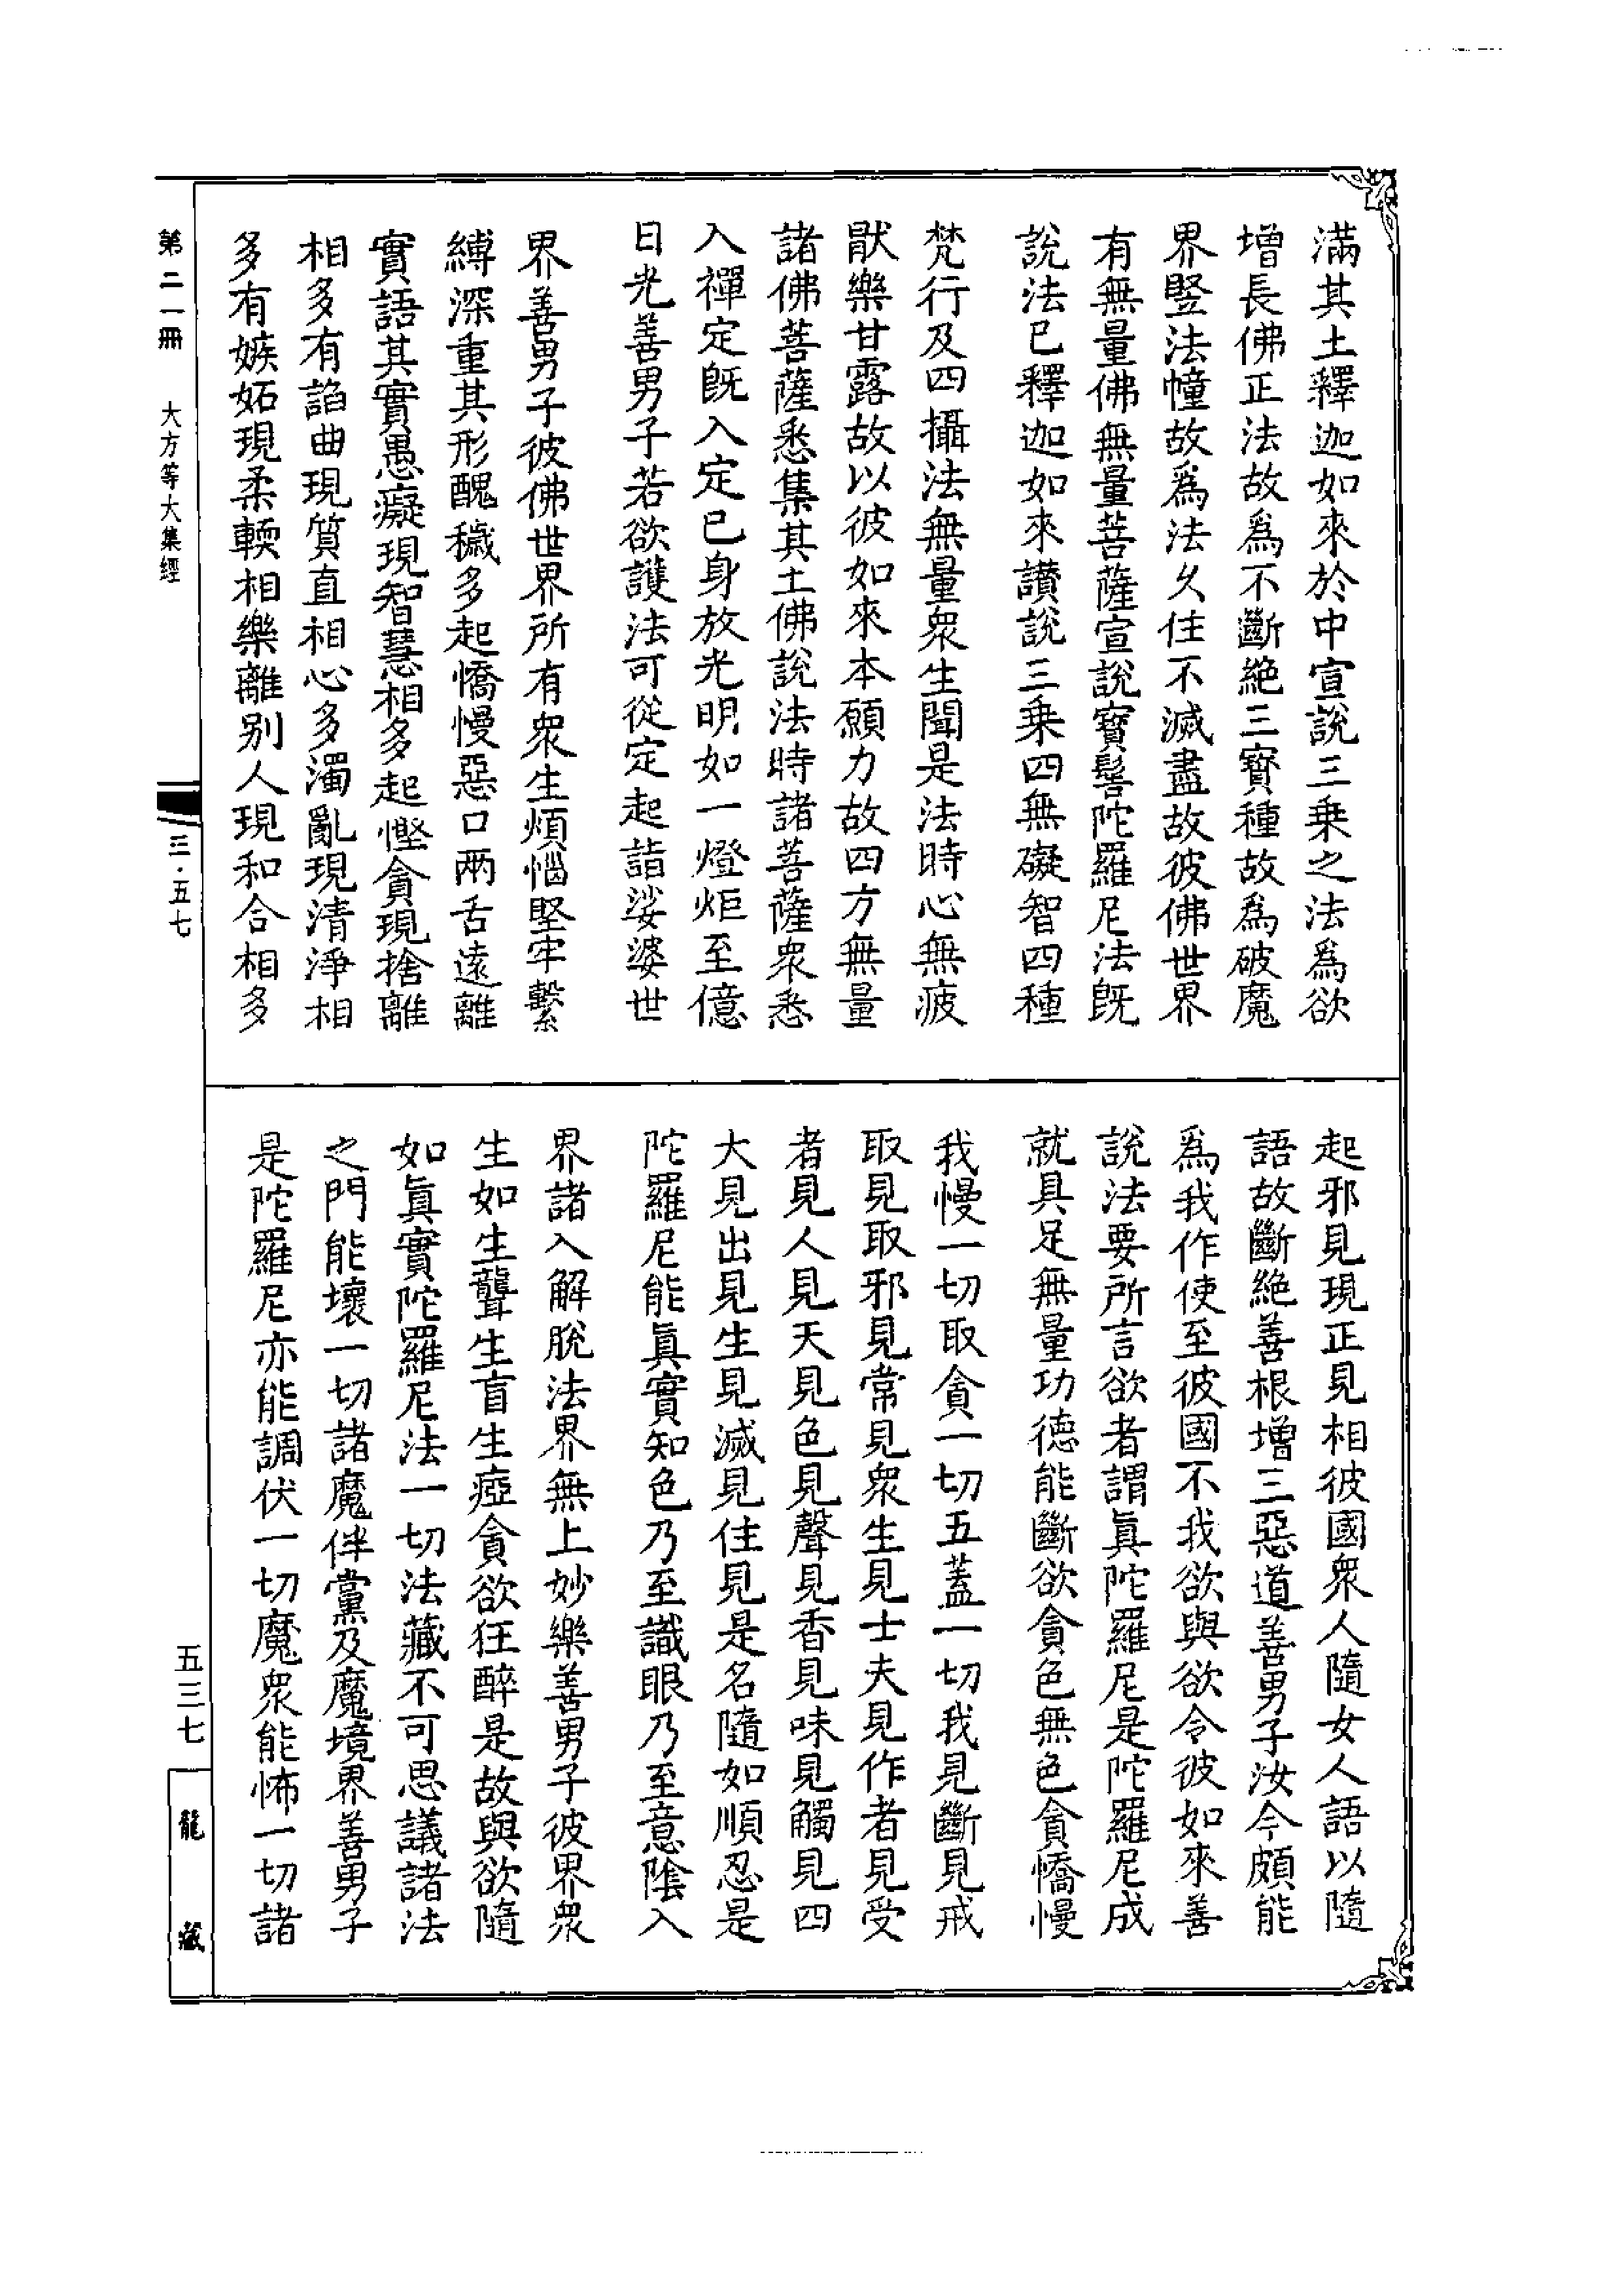 滿其土釋迦如來於中宣說三乗之法爲欲
增長佛正法故爲不斷絶三寳種故爲破魔
界竪法幢故爲法久住不滅盡故彼佛世界
有無量佛無量菩薩宣說寳髻陀羅尼法旣
說法已釋迦如來讃說三乗四無礙智四種
梵行及四攝法無量衆生聞是法時心無疲
猒樂甘露故以彼如來本願力故四方無量
諸佛菩薩悉集其土佛說法時諸菩薩衆悉
入禪定旣入定已身放光明如一燈炬至億
日光善男子若欲護法可從定起詣娑婆世
界善男子彼佛世界所有衆生煩惱堅牢繫
縛深重其形醜穢多起憍慢惡口兩舌遠離
實語其實愚癡現智慧相多起慳貪現捨離
相多有諂曲現質直相心多濁亂現清淨相
多有嫉妬現柔輭相樂離别人現和合相多
起邪見現正見相彼國衆人隨女人語以隨
語故斷絶善根增三惡道善男子汝今頗能
爲我作使至彼國不我欲與欲令彼如來善
說法要所言欲者謂眞陀羅尼是陀羅尼成
就具足無量功德能斷欲貪色無色貪憍慢
我慢一切取貪一切五蓋一切我見斷見戒
取見取邪見常見衆生見士夫見作者見受
者見人見天見色見聲見香見味見觸見四
大見出見生見滅見住見是名隨如順忍是
陀羅尼能眞實知色乃至識眼乃至意陰入
界諸入解脫法界無上妙樂善男子彼界衆
生如生聾生盲生瘂貪欲狂醉是故與欲隨
如眞實陀羅尼法一切法藏不可思議諸法
之門能壞一切諸魔伴黨及魔境界善男子
是陀羅尼亦能調伏一切魔衆能怖一切諸
第二一冊 大方等大集經
三·五七
五三七
龍藏